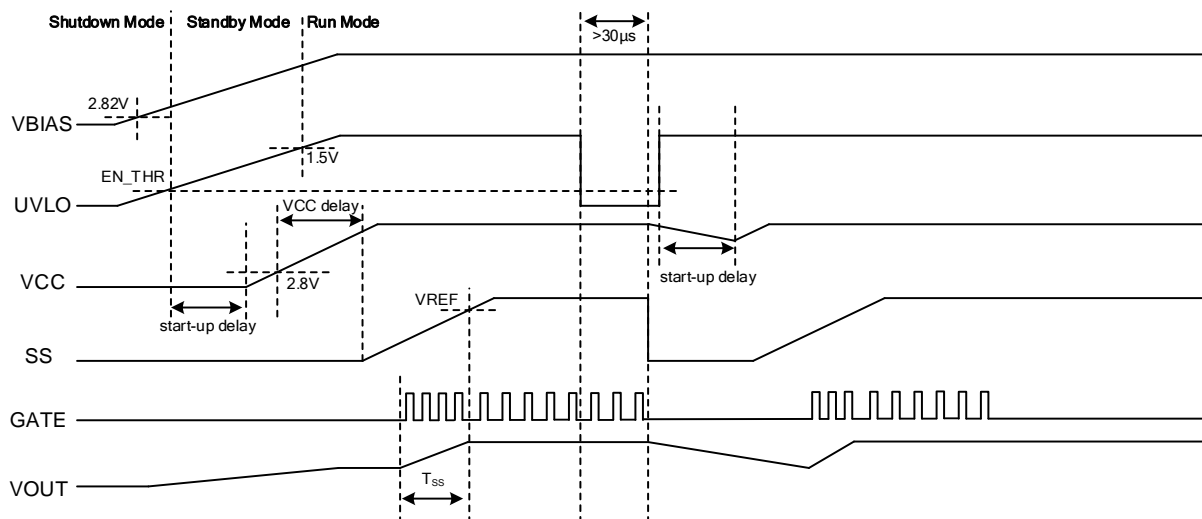 Shutdown Mode
Standby Mode
Run Mode
>30µs
2.82V
VBIAS
1.5V
EN_THR
UVLO
VCC delay
VCC
2.8V
start-up delay
start-up delay
VREF
SS
GATE
VOUT
Tss